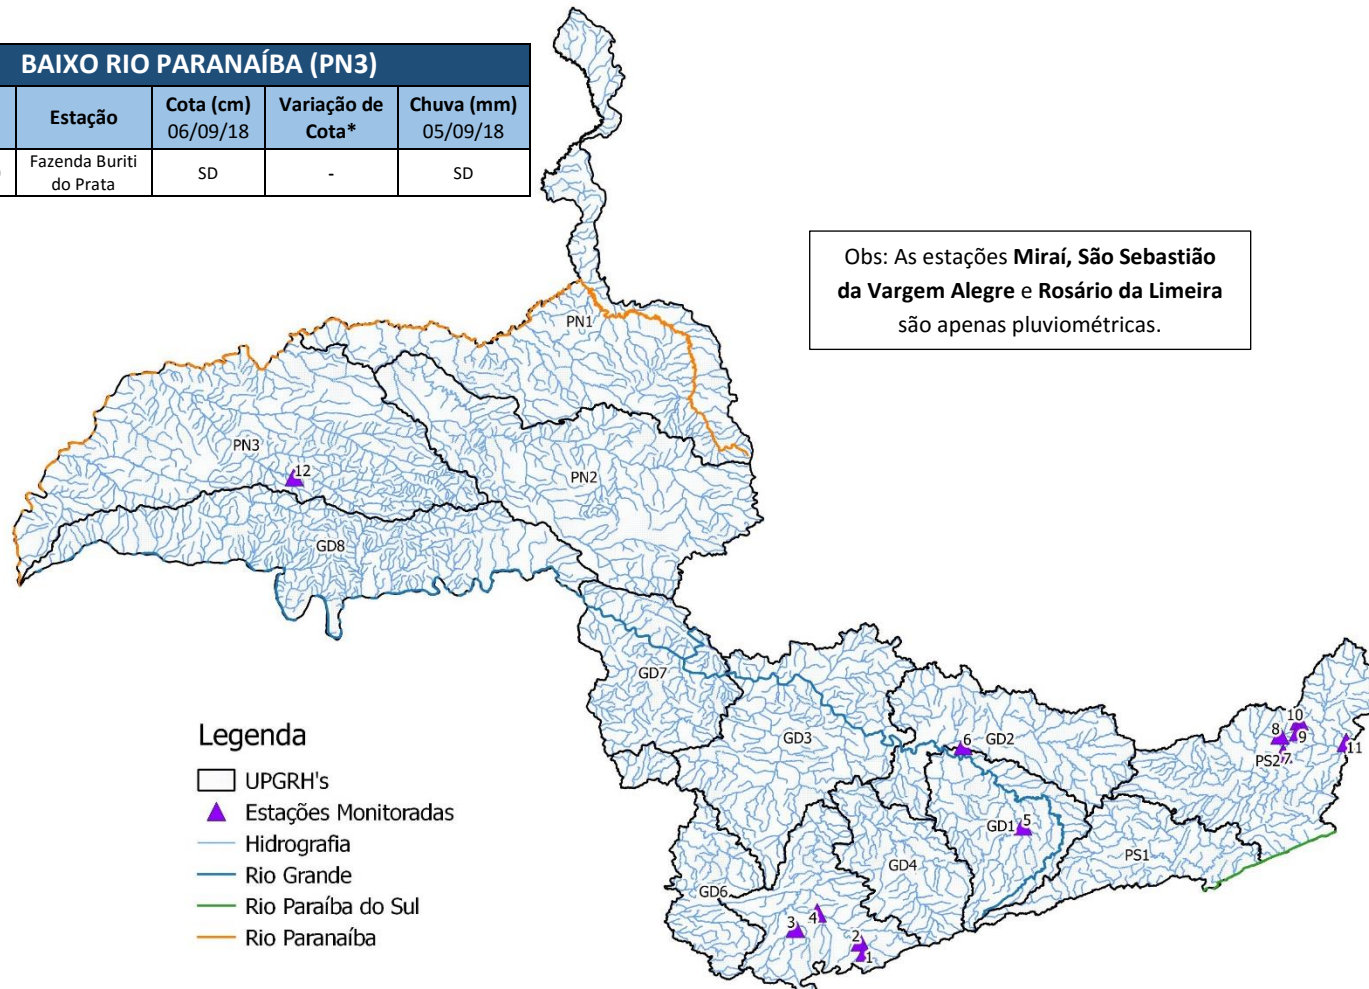 BAIXO RIO PARANAÍBA (PN3)
Estação
Cota (cm)
06/09/18
Variação de
Cota*
Chuva (mm)
05/09/18
Fazenda Buriti
do Prata
SD
-
SD
Obs: As estações Miraí, São Sebastião
da Vargem Alegre e Rosário da Limeira
são apenas pluviométricas.
PN1
PN3
12
PN2
GD8
GD7
GD3
6
GD2
10
8
9
11
PS2
7
GD1
5
PS1
GD4
GD6
4
3
2
1
Legenda
UPGRH's
Estações Monitoradas
Hidrografia
Rio Grande
Rio Paraíba do Sul
Rio Paranaíba